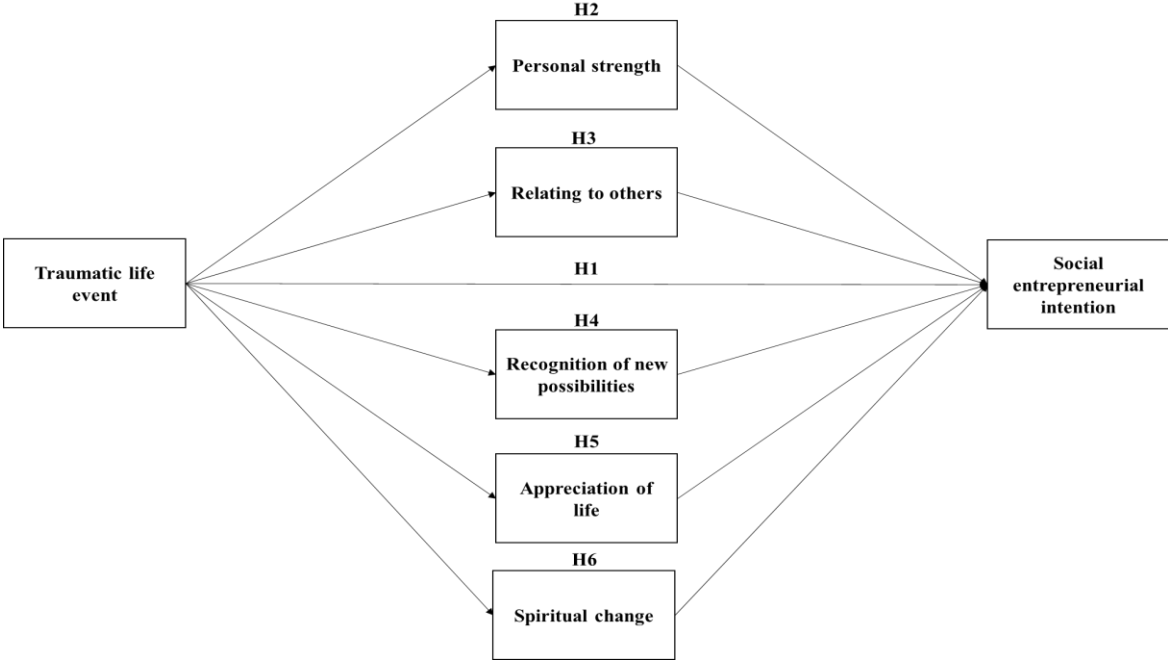 H2
Personal strength
H3
Relating to others
Traumatic life
event
H1
Social
entrepreneurial
intention
H4
Recognition of new
possibilities
H5
Appreciation of
life
H6
Spiritual change